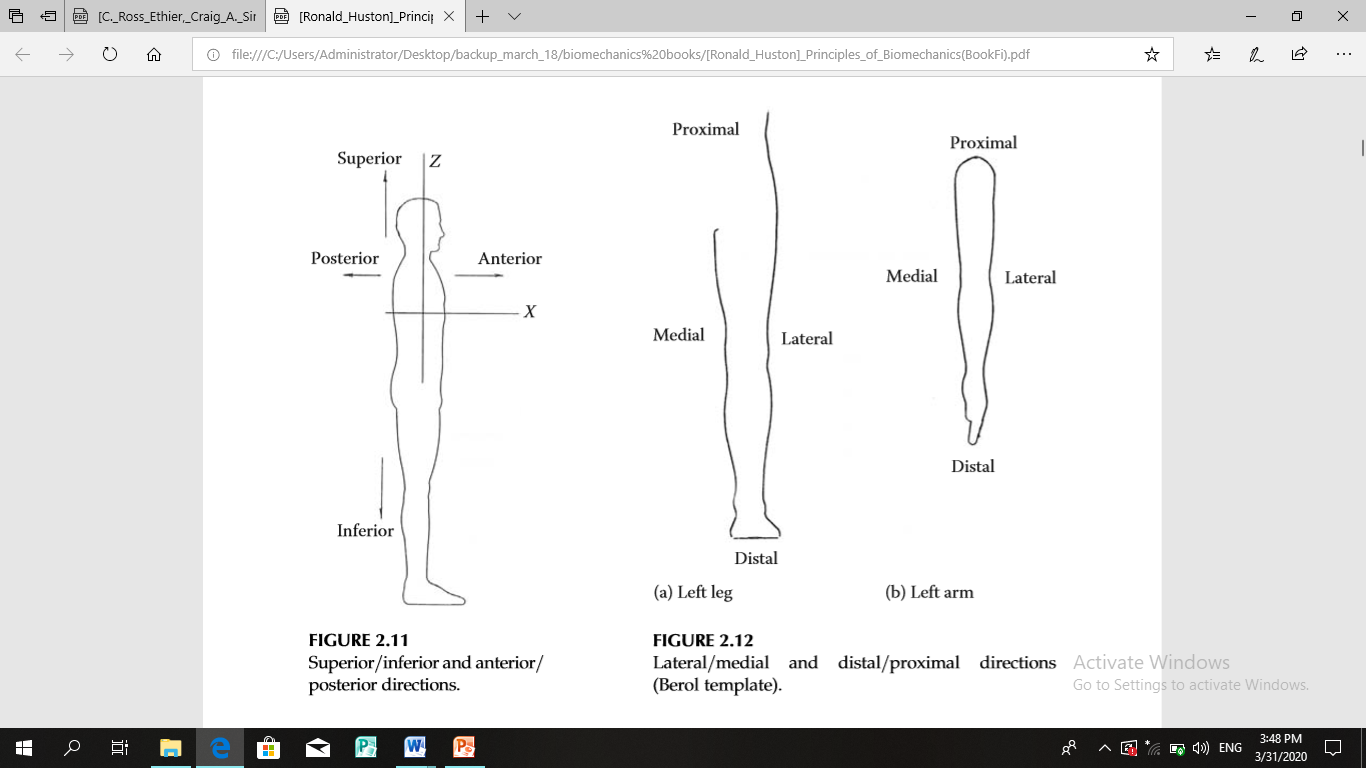 [C._Ross_Ethier,_Craig_A._Sir
[Ronald_Huston]_Princip
file:///C:/Users/Administrator/Desktop/backup_march_18/biomechanics%20books/[Ronald_Huston]_Principles_of_Biomechanics(BookFi).pdf
Superior
Z
Posterior
Anterior
X
Inferior
FIGURE 2.11
Superior/inferior and anterior/
posterior directions.
Proximal
Medial
Lateral
Distal
(a) Left leg
Proximal
Medial
Lateral
Distal
(b) Left arm
FIGURE 2.12
Lateral/medial and distal/proximal directions
(Berol template).
Activate Windows
Go to Settings to activate Windows.
ENG
3:48 PM
3/31/2020